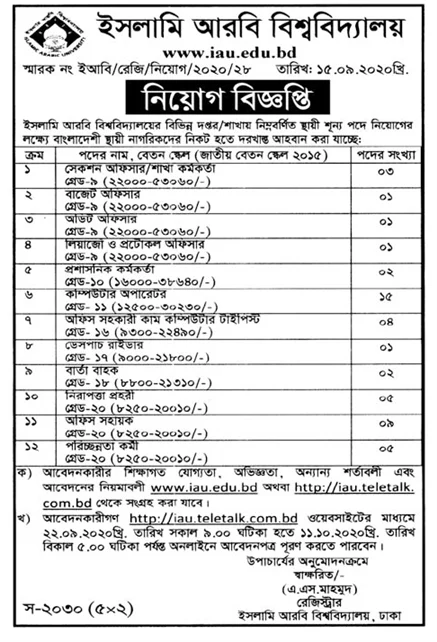 ইসলামি আরবি বিশ্ববিদ্যালয়
www.iau.edu.bd
স্মারক নং ইআবি/রেজি/নিয়োগ/২০২০/২৮ তারিখ: ১৫.০৯.২০২০খ্রি.
নিয়োগ বিজ্ঞপ্তি
ইসলামি আরবি বিশ্ববিদ্যালয়ের বিভিন্ন দপ্তর/শাখায় নিম্নবর্ণিত স্থায়ী শূন্য পদে নিয়োগের
লক্ষ্যে বাংলাদেশী স্থায়ী নাগরিকদের নিকট হতে দরখাস্ত আহবান করা যাচ্ছে:
ক্রম পদের নাম, বেতন স্কেল (জাতীয় বেতন স্কেল ২০১৫) পদের সংখ্যা
১ সেকশন অফিসার/শাখা কর্মকর্তা ০৩
গ্রেড-৯ (২২০০০-৫৩০৬০/-)
২ বাজেট অফিসার ০১
গ্রেড-৯ (২২০০০-৫৩০৬০/-)
৩ অডিট অফিসার ০১
গ্রেড-৯ (২২০০০-৫৩০৬০/-)
৪ লিয়াজোঁ ও প্রটোকল অফিসার ০১
গ্রেড-৯ (২২০০০-৫৩০৬০/-)
৫ প্রশাসনিক কর্মকর্তা ০২
গ্রেড-১০ (১৬০০০-৩৮৬৪০/-)
৬ কম্পিউটার অপারেটর ১৫
গ্রেড- ১১ (১২৫০০-৩০২৩০/-)
৭ অফিস সহকারী কাম কম্পিউটার টাইপিস্ট ০৪
গ্রেড- ১৬ (৯৩০০-২২৪৯০/-)
৮ ডেসপাচ রাইডার ০১
গ্রেড- ১৭ (৯০০০-২১৮০০/-)
৯ বার্তা বাহক ০২
গ্রেড- ১৮ (৮৮০০-২১৩১০/-)
১০ নিরাপত্তা প্রহরী ০৫
গ্রেড-২০ (৮২৫০-২০০১০/-)
১১ অফিস সহায়ক ০৯
গ্রেড-২০ (৮২৫০-২০০১০/-)
১২ পরিচ্ছন্নতা কর্মী ০৫
গ্রেড-২০ (৮২৫০-২০০১০/-)
ক) আবেদনকারীর শিক্ষাগত যোগ্যতা, অভিজ্ঞতা, অন্যান্য শর্তাবলী এবং
আবেদনের নিয়মাবলী www.iau.edu.bd অথবা http://iau.teletalk.
com.bd থেকে সংগ্রহ করা যাবে।
খ) আবেদনকারীগণ http://iau.teletalk.com.bd ওয়েবসাইটের মাধ্যমে
২২.০৯.২০২০খ্রি. তারিখ সকাল ৯.০০ ঘটিকা হতে ১১.১০.২০২০খ্রি. তারিখ
বিকাল ৫.০০ ঘটিকা পর্যন্ত অনলাইনে আবেদনপত্র পূরণ করতে পারবেন।
উপাচার্যের অনুমোদনক্রমে
স্বাক্ষরিত/-
(এ.এস.মাহমুদ)
রেজিস্ট্রার
স-২০৩০ (৫×২) ইসলামি আরবি বিশ্ববিদ্যালয়, ঢাকা